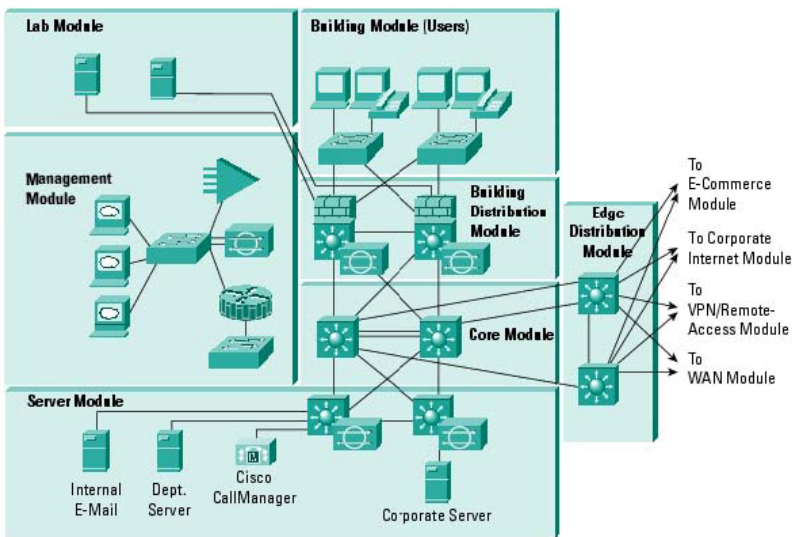 Lab Module
Building Module (Users)
Management
Module
Building
Distribution
Module
Edge
Distribution
Module
To
E-Commerce
Module
To Corporate
Internet Module
To
VPN/Remote-
Access Module
To
WAN Module
Core Module
Server Module
Internal
E-Mail
Dept.
Server
Cisco
CallManager
Corporate Server